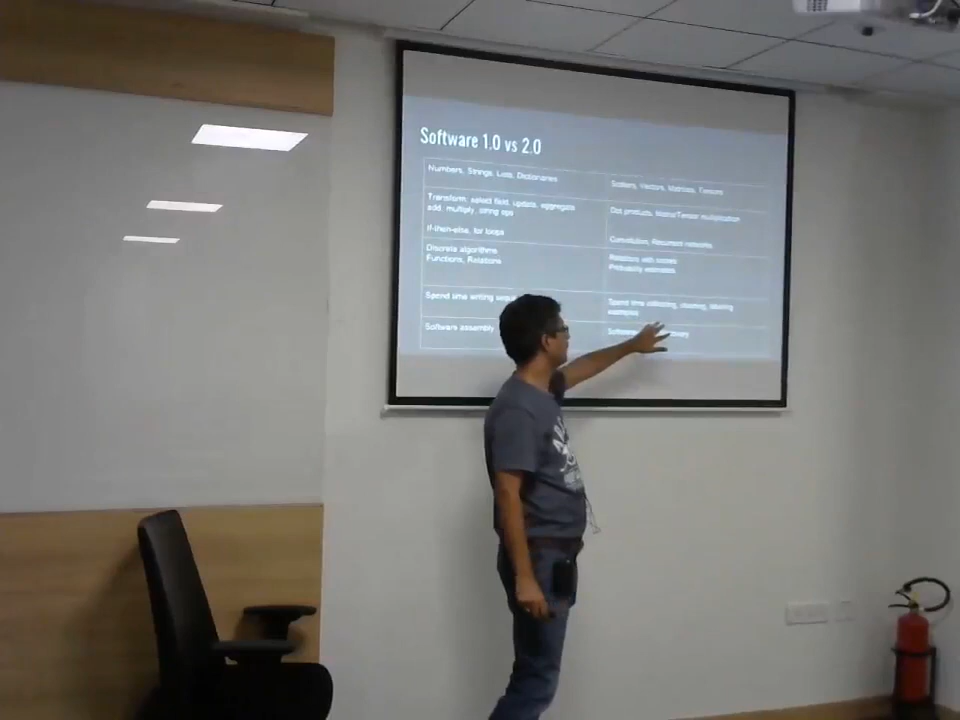 Software 1.0 vs 2.0
Numbers, Strings, Lists, Dictionaries
Scalars, Vectors, Matrices, Tensors
Transform: select field, update, aggregate
add, multiply, string ops
Dot products, Matrix/Tensor multiplication
If-then-else, for loops
Convolution, Recurrent networks
Discrete algorithms
Functions, Relations
Relations with scores
Probability estimates
Spend time writing
Spend time collecting, cleaning, labeling
examples
Software assembly
Software